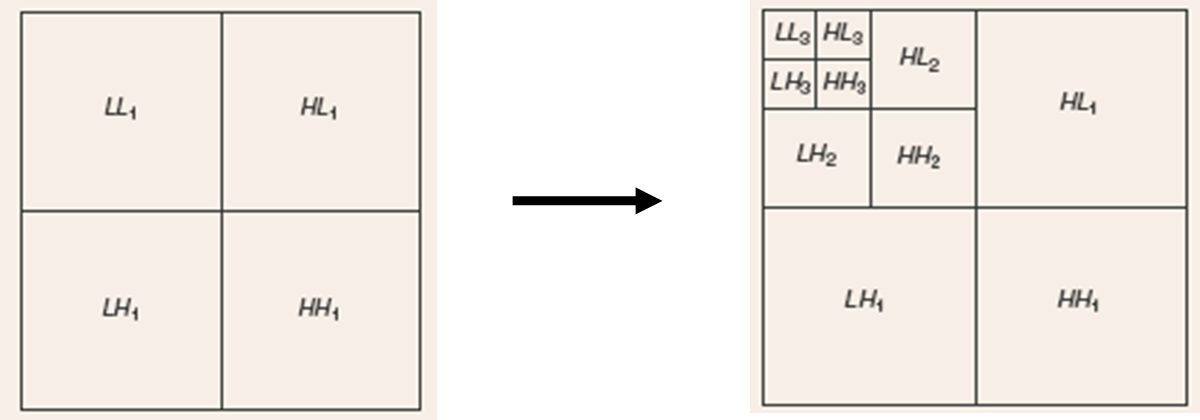 LL₁ HL₁
LH₁ HH₁
LL₃ HL₃ HL₂ HL₁
LH₃ HH₃
LH₂ HH₂
LH₁ HH₁